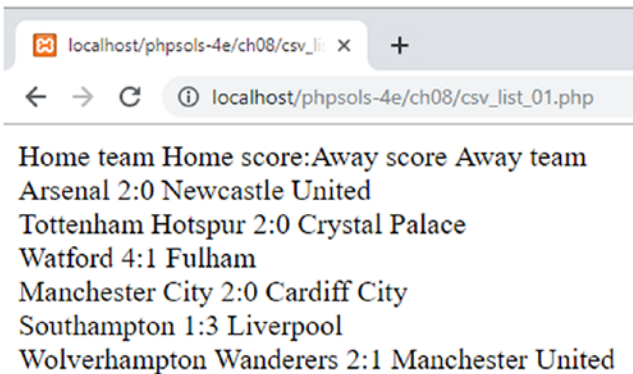 localhost/phpsols-4e/ch08/csv_li
localhost/phpsols-4e/ch08/csv_list_01.php
Home team Home score:Away score Away team
Arsenal 2:0 Newcastle United
Tottenham Hotspur 2:0 Crystal Palace
Watford 4:1 Fulham
Manchester City 2:0 Cardiff City
Southampton 1:3 Liverpool
Wolverhampton Wanderers 2:1 Manchester United